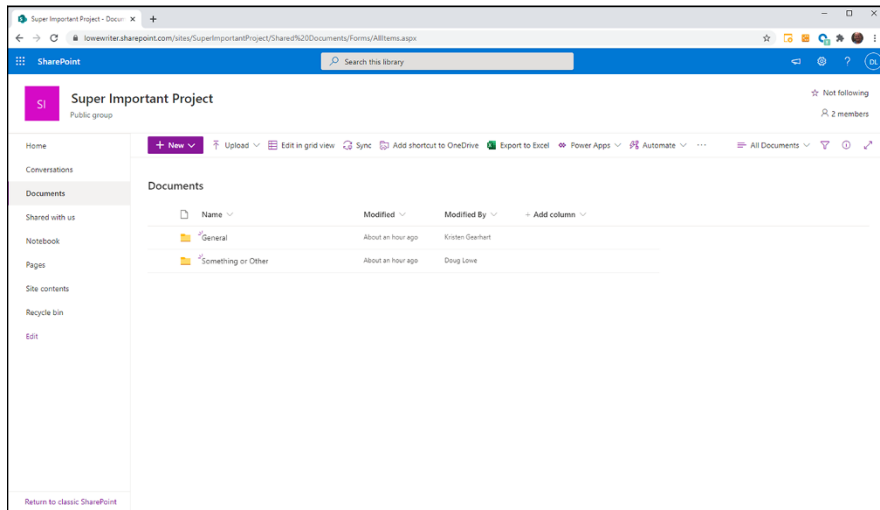 Super Important Project - Docum
lowewriter.sharepoint.com/sites/SuperImportantProject/Shared%20Documents/Forms/AllItems.aspx
SharePoint
Search this library
?
DL
SI
Super Important Project
Public group
Not following
2 members
Home
Conversations
Documents
Shared with us
Notebook
Pages
Site contents
Recycle bin
Edit
Return to classic SharePoint
+ New Upload Edit in grid view Sync Add shortcut to OneDrive Export to Excel Power Apps Automate ... All Documents
Documents
Name Modified Modified By + Add column
General About an hour ago Kristen Gearhart
Something or Other About an hour ago Doug Lowe